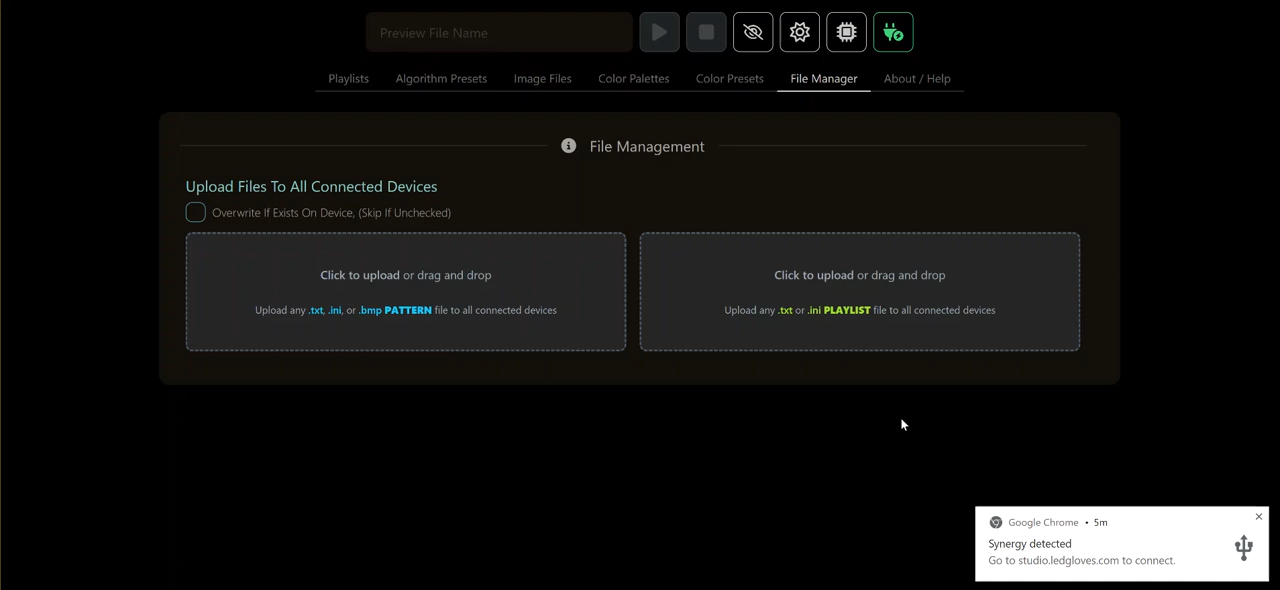 Preview File Name
Playlists Algorithm Presets Image Files Color Palettes Color Presets File Manager About / Help
File Management
Upload Files To All Connected Devices
Overwrite If Exists On Device, (Skip If Unchecked)
Click to upload or drag and drop
Upload any .txt, .ini, or .bmp PATTERN file to all connected devices
Click to upload or drag and drop
Upload any .txt or .ini PLAYLIST file to all connected devices
Google Chrome • 5m
Synergy detected
Go to studio.ledgloves.com to connect.